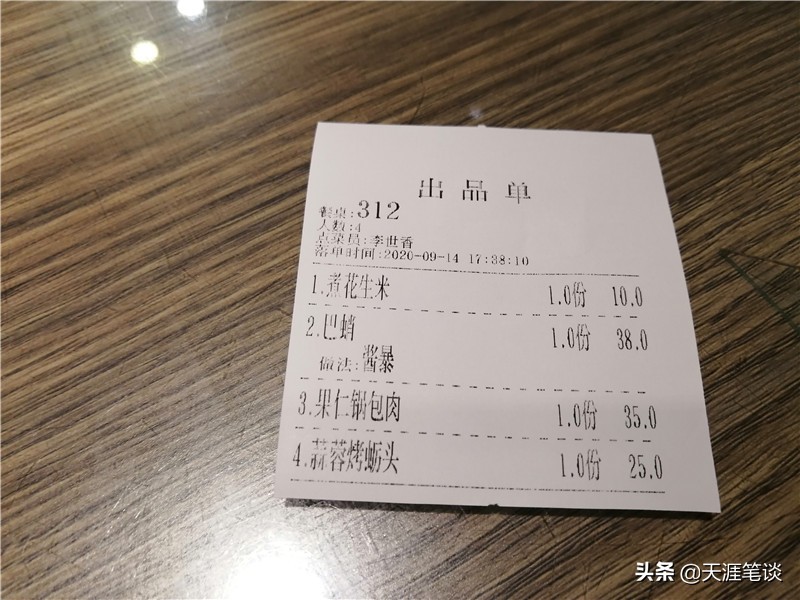 出品单
餐桌:312
人数:4
点菜员:李世香
落单时间:2020-09-14 17:38:10
1.煮花生米 1.0份 10.0
2.巴蛸 1.0份 38.0
做法:酱暴
3.果仁锅包肉 1.0份 35.0
4.蒜蓉烤蛎头 1.0份 25.0
头条 @天涯笔谈